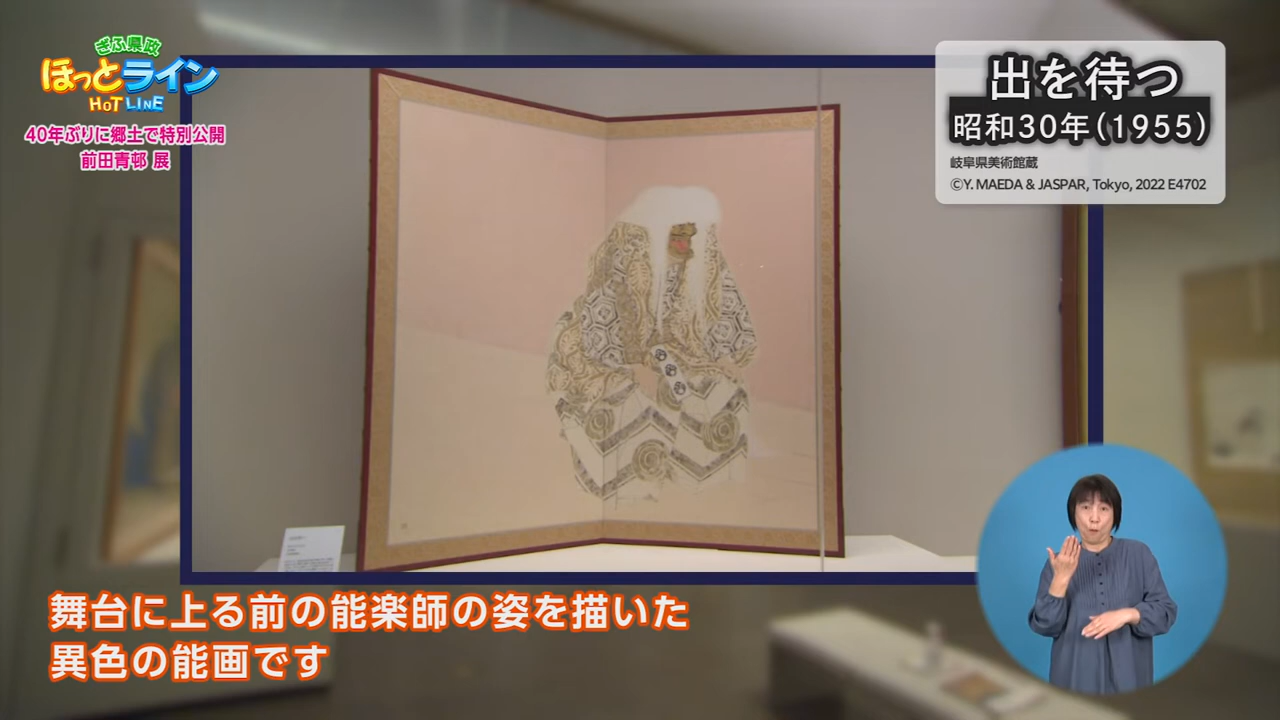 ぎふ県政
ほっとライン
HOT LINE
40年ぶりに郷土で特別公開
前田青邨 展
出を待つ
昭和30年(1955)
岐阜県美術館蔵
©Y. MAEDA & JASPAR, Tokyo, 2022 E4702
舞台に上る前の能楽師の姿を描いた
異色の能画です